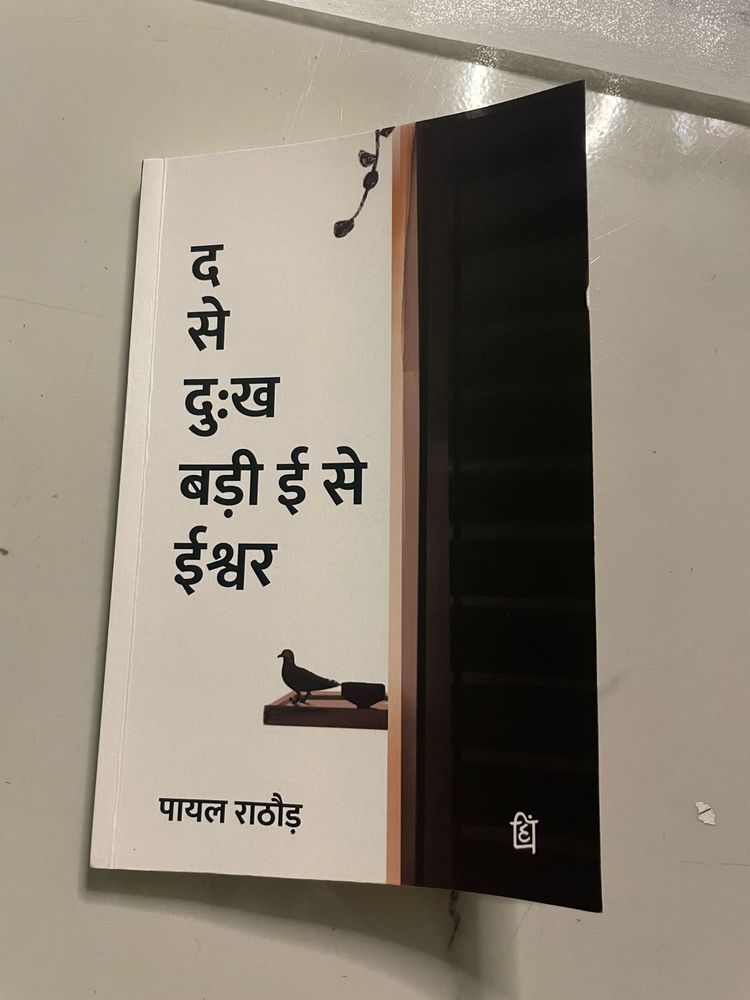 द
से
दुःख
बड़ी ई से
ईश्वर
पायल राठौड़
हिं